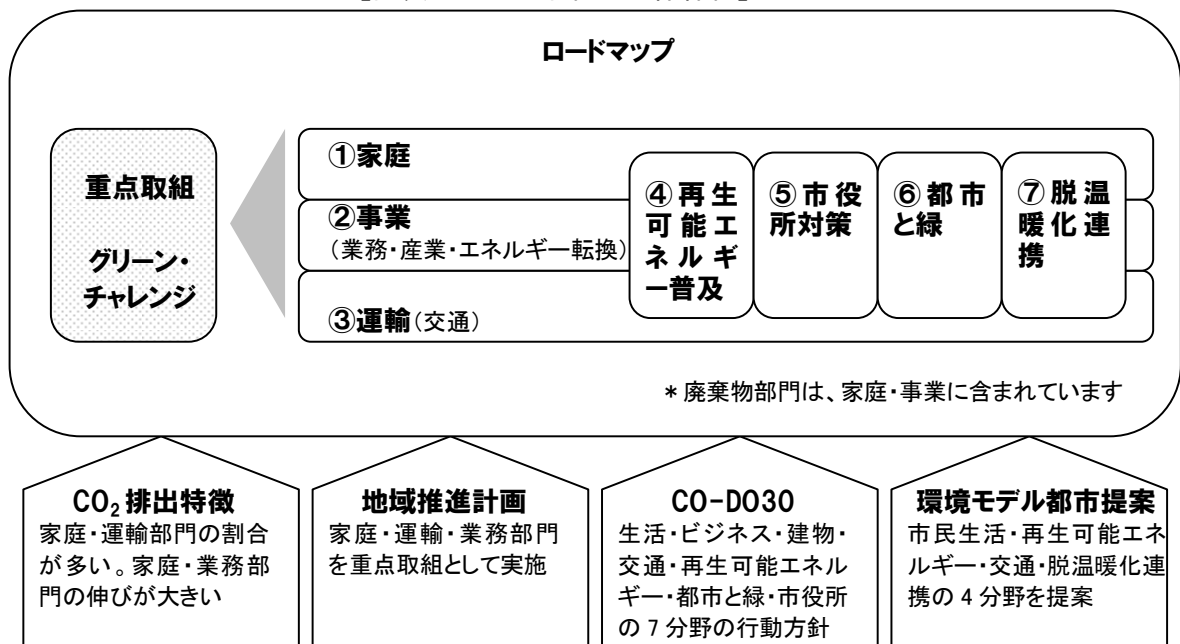 ロードマップ
重点取組
グリーン・
チャレンジ
①家庭
②事業
(業務・産業・エネルギー転換)
③運輸(交通)
④再生
可能エ
ネルギ
ー普及
⑤市役
所対策
⑥都市
と緑
⑦脱温
暖化連
携
*廃棄物部門は、家庭・事業に含まれています
CO₂排出特徴
家庭・運輸部門の割合
が多い。家庭・業務部
門の伸びが大きい
地域推進計画
家庭・運輸・業務部門
を重点取組として実施
CO-DO30
生活・ビジネス・建物・
交通・再生可能エネル
ギー・都市と緑・市役所
の7分野の行動方針
環境モデル都市提案
市民生活・再生可能エネ
ルギー・交通・脱温暖化連
携の4分野を提案